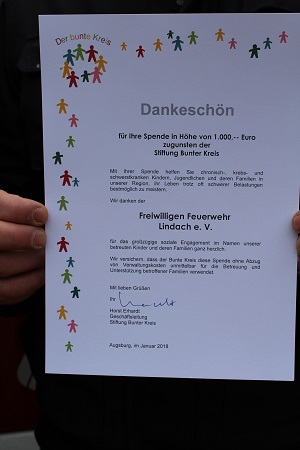 Der bunte Kreis
Dankeschön
für Ihre Spende in Höhe von 1.000,-- Euro
zugunsten der
Stiftung Bunter Kreis
Mit Ihrer Spende helfen Sie chronisch-, krebs- und
schwerstkranken Kindern, Jugendlichen und deren Familien in
unserer Region, ihr Leben trotz oft schwerer Belastungen
bestmöglich zu meistern.
Wir danken der
Freiwilligen Feuerwehr
Lindach e. V.
für das großzügige soziale Engagement im Namen unserer
betreuten Kinder und deren Familien ganz herzlich.
Wir versichern, dass der Bunte Kreis diese Spende ohne Abzug
von Verwaltungskosten unmittelbar für die Betreuung und
Unterstützung betroffener Familien verwendet.
Mit lieben Grüßen
Ihr
Horst Erhardt
Geschäftsleitung
Stiftung Bunter Kreis
Augsburg, im Januar 2018